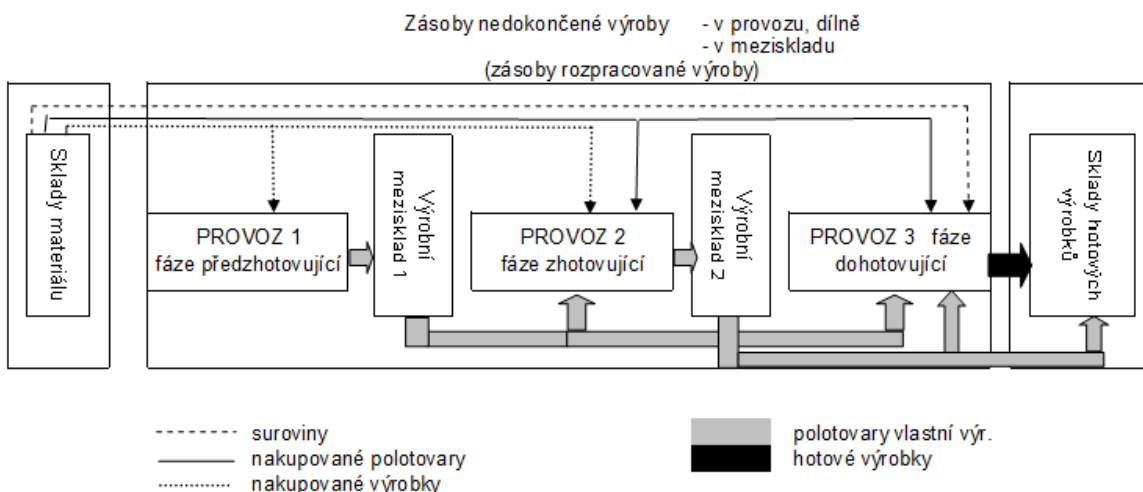 Zásoby nedokončené výroby - v provozu, dílně
- v meziskladu
(zásoby rozpracované výroby)
Sklady materiálu
PROVOZ 1
fáze předzhotovující
Výrobní
mezisklad 1
PROVOZ 2
fáze zhotovující
Výrobní
mezisklad 2
PROVOZ 3 fáze
dohotovující
Sklady hotových
výrobků
suroviny
nakupované polotovary
nakupované výrobky
polotovary vlastní výr.
hotové výrobky